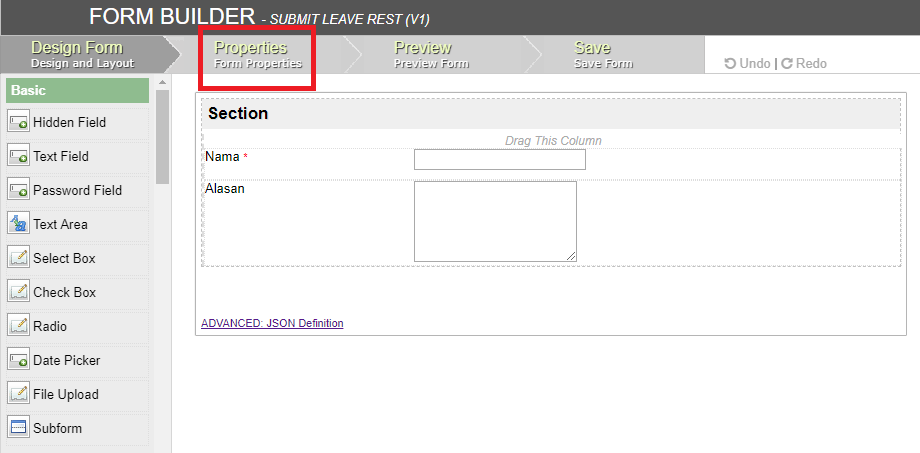 FORM BUILDER - SUBMIT LEAVE REST (V1)
Design Form
Design and Layout
Properties
Form Properties
Preview
Preview Form
Save
Save Form
Undo | Redo
Basic
Hidden Field
Text Field
Password Field
Text Area
Select Box
Check Box
Radio
Date Picker
File Upload
Subform
Section
Drag This Column
Nama *
Alasan
ADVANCED: JSON Definition